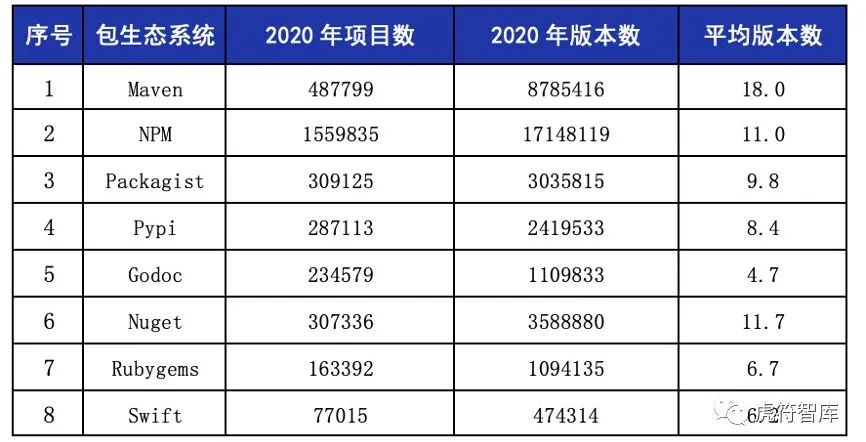 序号 包生态系统 2020 年项目数 2020 年版本数 平均版本数
1 Maven 487799 8785416 18.0
2 NPM 1559835 17148119 11.0
3 Packagist 309125 3035815 9.8
4 Pypi 287113 2419533 8.4
5 Godoc 234579 1109833 4.7
6 Nuget 307336 3588880 11.7
7 Rubygems 163392 1094135 6.7
8 Swift 77015 474314 6.2
虎符智库